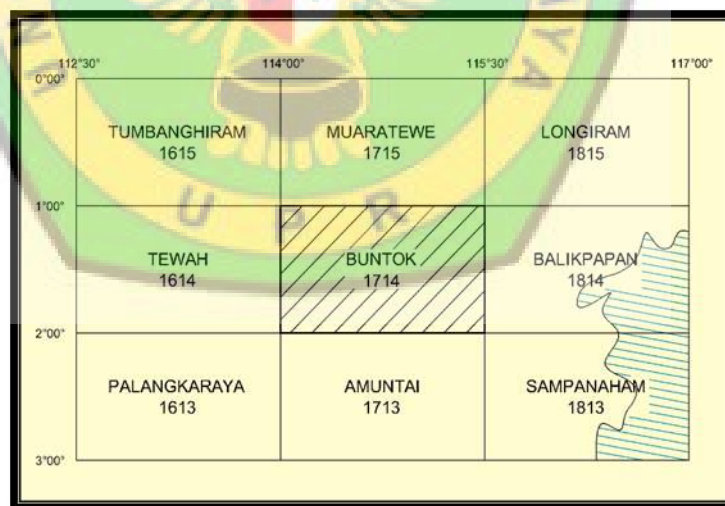 112°30" 114°00" 115°30" 117°00"
0°00"
TUMBANGHIRAM MUARATEWE LONGIRAM
1615 1715 1815
U P R
1°00"
TEWAH BUNTOK BALIKPAPAN
1614 1714 1814
2°00"
PALANGKARAYA AMUNTAI SAMPANAHAM
1613 1713 1813
3°00"